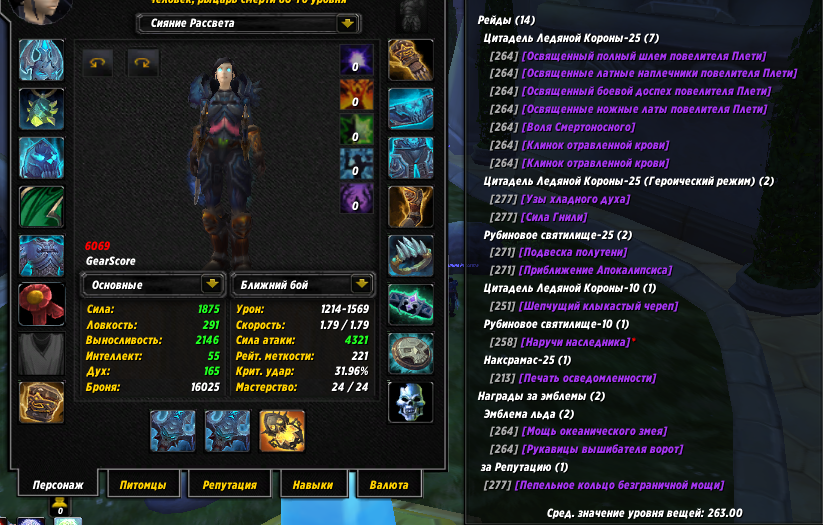 Человек, рыцарь смерти 80-го уровня
Сияние Рассвета
0
0
0
0
0
6069
GearScore
Основные
Ближний бой
Сила: 1875
Ловкость: 291
Выносливость: 2146
Интеллект: 55
Дух: 165
Броня: 16025
Урон: 1214-1569
Скорость: 1.79 / 1.79
Сила атаки: 4321
Рейт. меткости: 221
Крит. удар: 31.96%
Мастерство: 24 / 24
Персонаж
Питомцы
Репутация
Навыки
Валюта
0
Рейды (14)
Цитадель Ледяной Короны-25 (7)
[264] [Освященный полный шлем повелителя Плети]
[264] [Освященные латные наплечники повелителя Плети]
[264] [Освященный боевой доспех повелителя Плети]
[264] [Освященные ножные латы повелителя Плети]
[264] [Воля Смертоносного]
[264] [Клинок отравленной крови]
[264] [Клинок отравленной крови]
Цитадель Ледяной Короны-25 (Героический режим) (2)
[277] [Узы хладного духа]
[277] [Сила Гнили]
Рубиновое святилище-25 (2)
[271] [Подвеска полутени]
[271] [Приближение Апокалипсиса]
Цитадель Ледяной Короны-10 (1)
[251] [Шепчущий клыкастый череп]
Рубиновое святилище-10 (1)
[258] [Наручи наследника]*
Наксрамас-25 (1)
[213] [Печать осведомленности]
Награды за эмблемы (2)
Эмблема льда (2)
[264] [Мощь океанического змея]
[264] [Рукавицы вышибателя ворот]
за Репутацию (1)
[277] [Пепельное кольцо безграничной мощи]
Сред. значение уровня вещей: 263.00